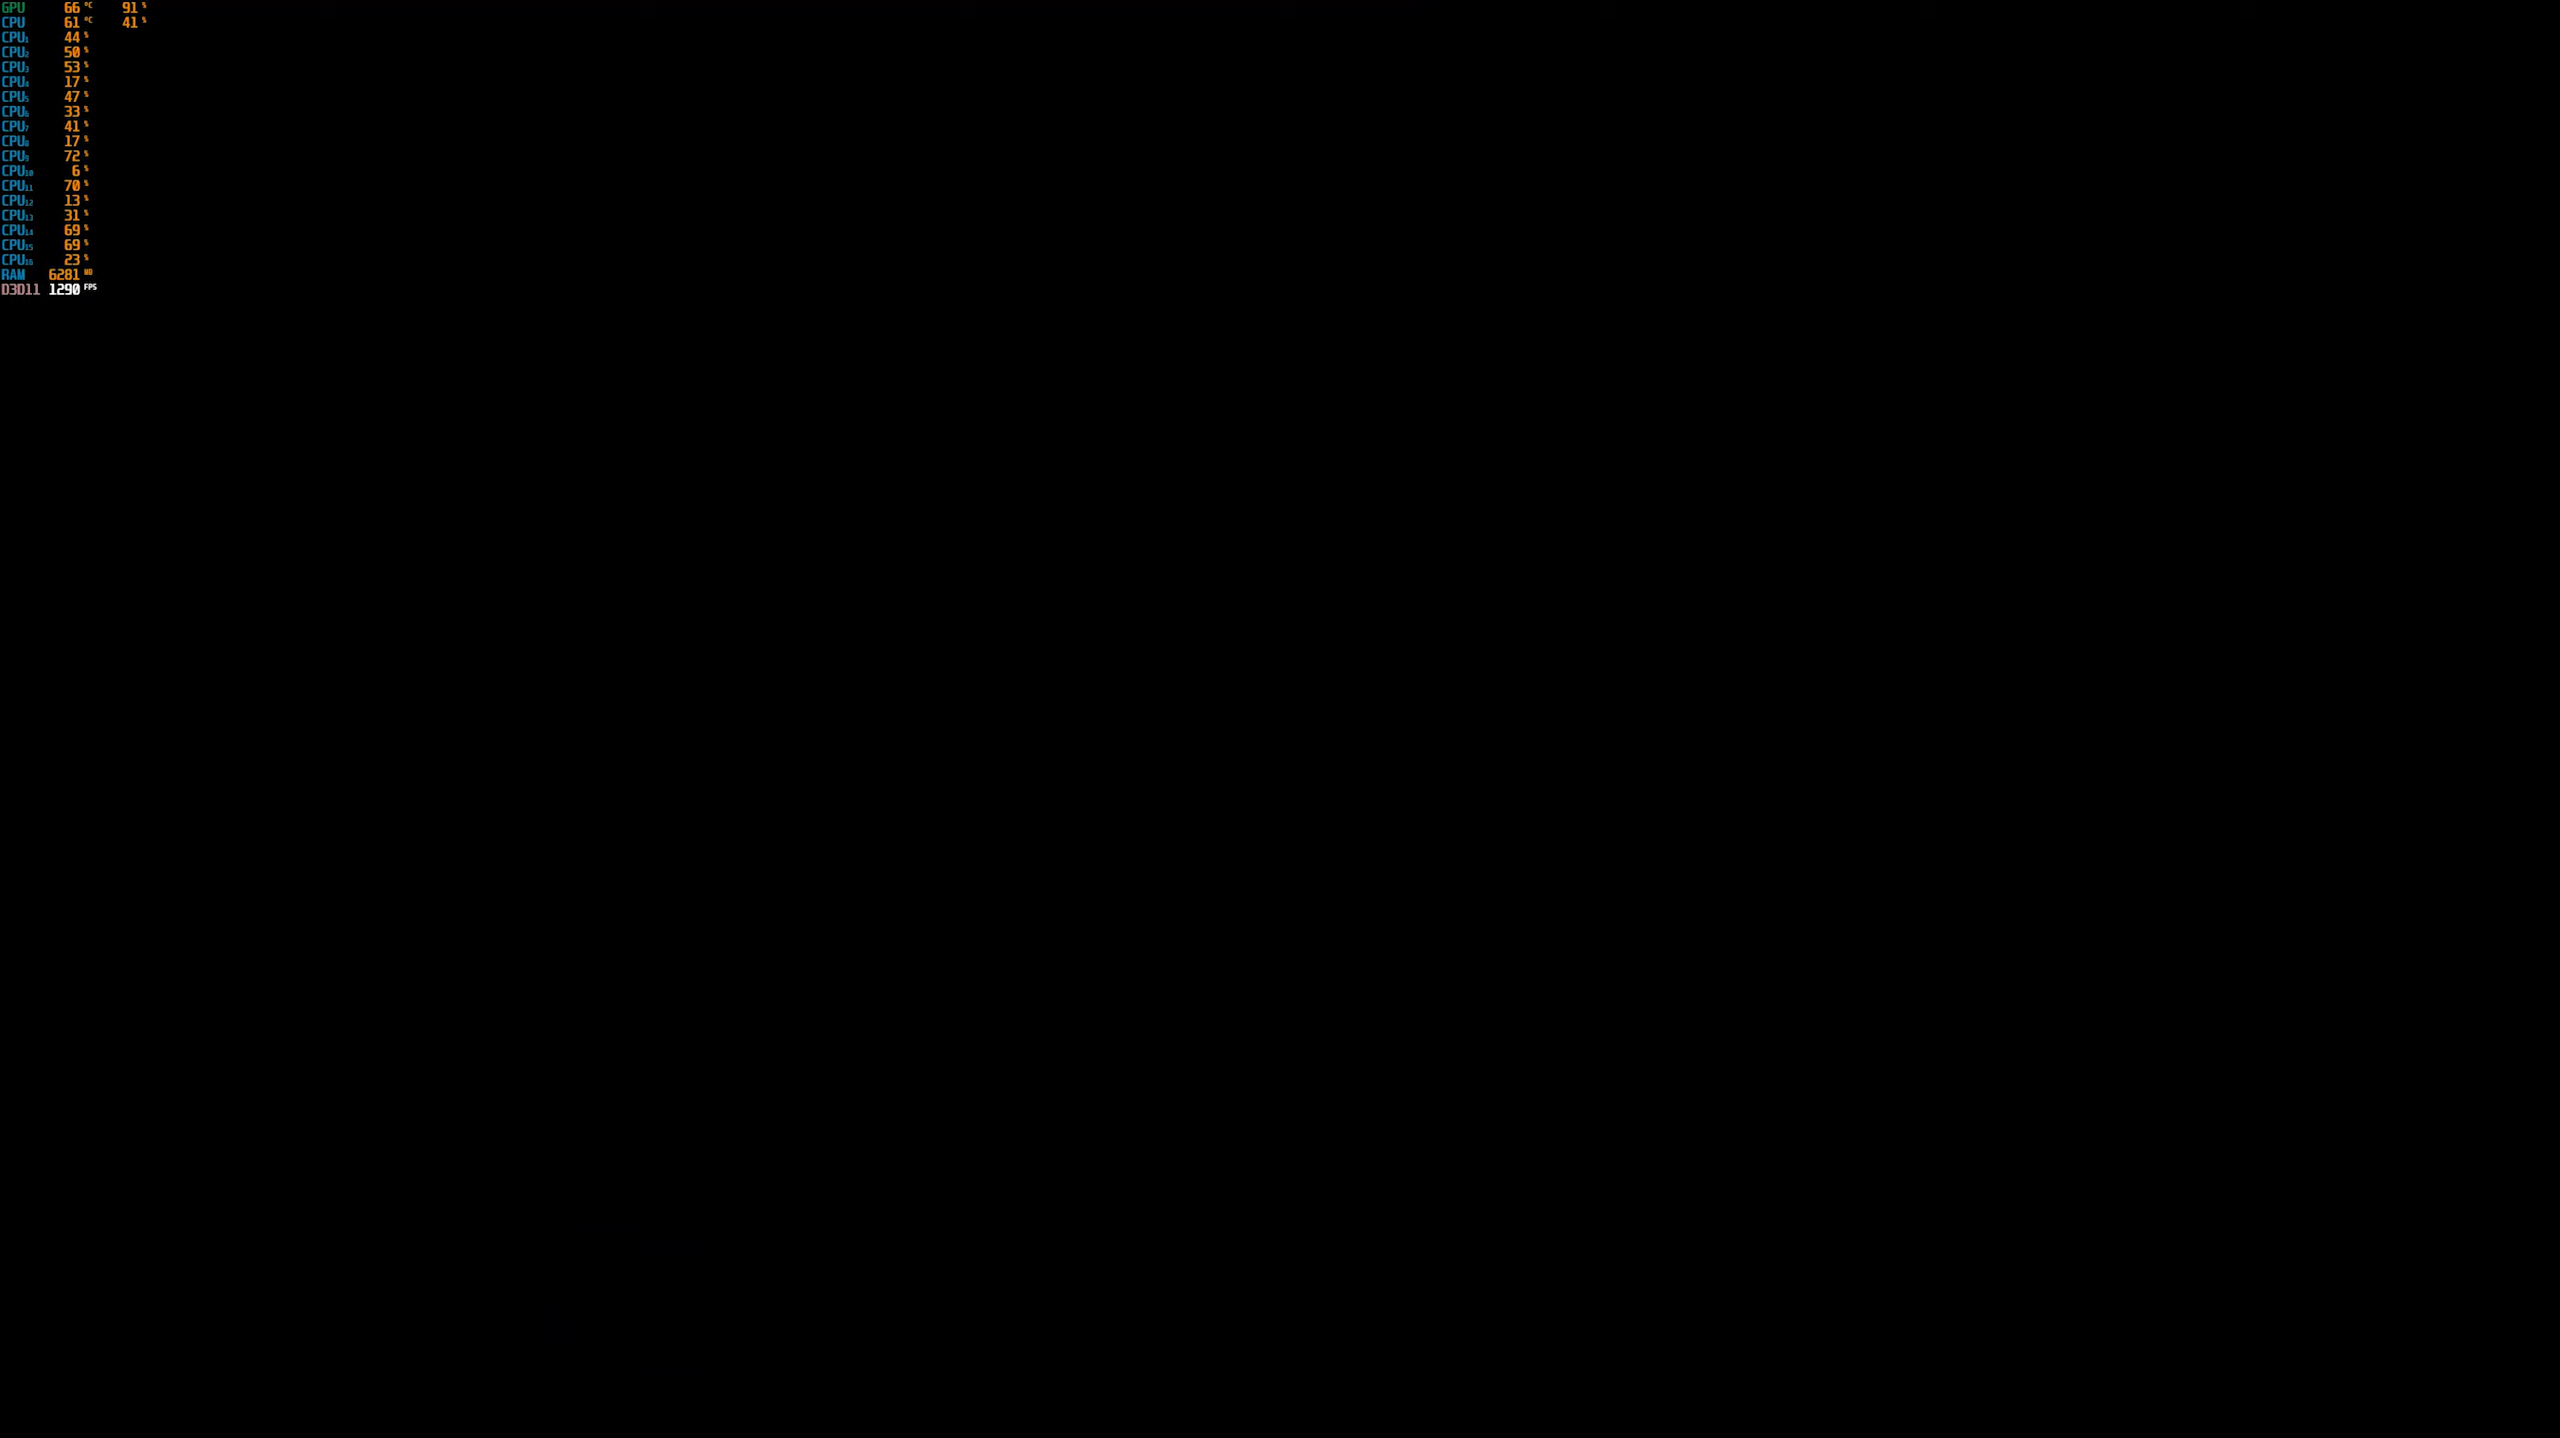 GPU 66 °C 91 %
CPU 61 °C 41 %
CPU1 44 %
CPU2 50 %
CPU3 53 %
CPU4 17 %
CPU5 47 %
CPU6 33 %
CPU7 41 %
CPU8 17 %
CPU9 72 %
CPU10 6 %
CPU11 70 %
CPU12 13 %
CPU13 31 %
CPU14 69 %
CPU15 69 %
CPU16 23 %
RAM 6281 MB
D3D11 1290 FPS